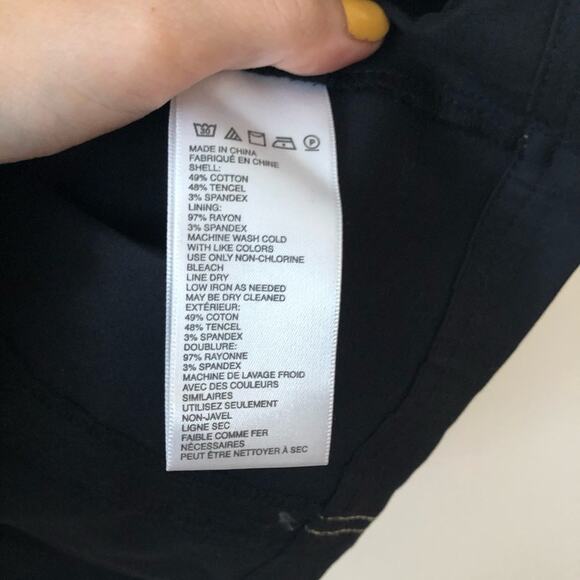 30 P
MADE IN CHINA
FABRIQUÉ EN CHINE
SHELL:
49% COTTON
48% TENCEL
3% SPANDEX
LINING:
97% RAYON
3% SPANDEX
MACHINE WASH COLD
WITH LIKE COLORS
USE ONLY NON-CHLORINE
BLEACH
LINE DRY
LOW IRON AS NEEDED
MAY BE DRY CLEANED
EXTÉRIEUR:
49% COTON
48% TENCEL
3% SPANDEX
DOUBLURE:
97% RAYONNE
3% SPANDEX
MACHINE DE LAVAGE FROID
AVEC DES COULEURS
SIMILAIRES
UTILISEZ SEULEMENT
NON-JAVEL
LIGNE SEC
FAIBLE COMME FER
NÉCESSAIRES
PEUT ÊTRE NETTOYER À SEC